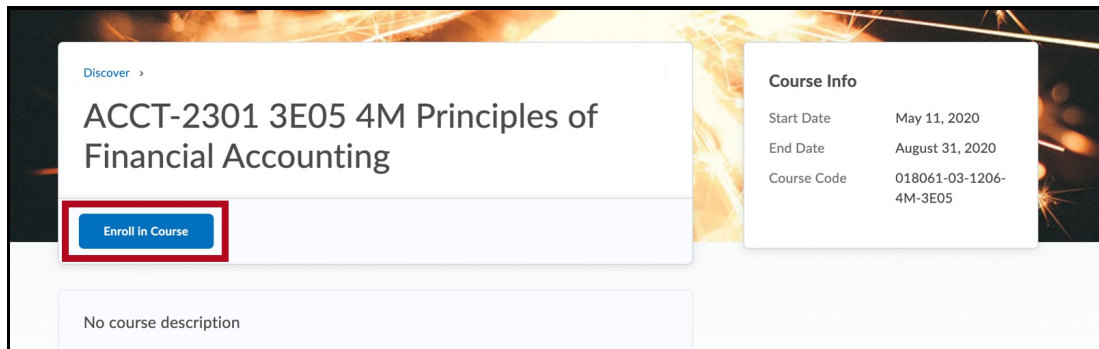 Discover ›
ACCT-2301 3E05 4M Principles of
Financial Accounting
Enroll in Course
No course description
Course Info
Start Date May 11, 2020
End Date August 31, 2020
Course Code 018061-03-1206-
4M-3E05